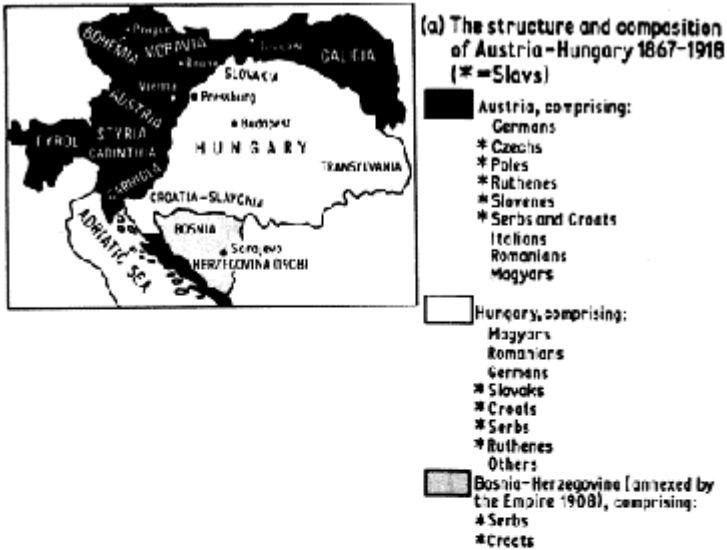 Prague
BOHEMIA
MORAVIA
GALICIA
SLOVAKIA
Vienna
Pressburg
AUSTRIA
Budapest
TYROL
STYRIA
HUNGARY
CARINTHIA
TRANSYLVANIA
CARNIOLA
CROATIA-SLAVONIA
BOSNIA
ADRIATIC SEA
Sarajevo
HERZEGOVINA (1908)
(a) The structure and composition
of Austria-Hungary 1867-1918
(* = Slavs)
Austria, comprising:
Germans
* Czechs
* Poles
* Ruthenes
* Slovenes
* Serbs and Croats
Italians
Romanians
Magyars
Hungary, comprising:
Magyars
Romanians
Germans
* Slovaks
* Croats
* Serbs
* Ruthenes
Others
Bosnia-Herzegovina (annexed by
the Empire 1908), comprising:
* Serbs
* Croats